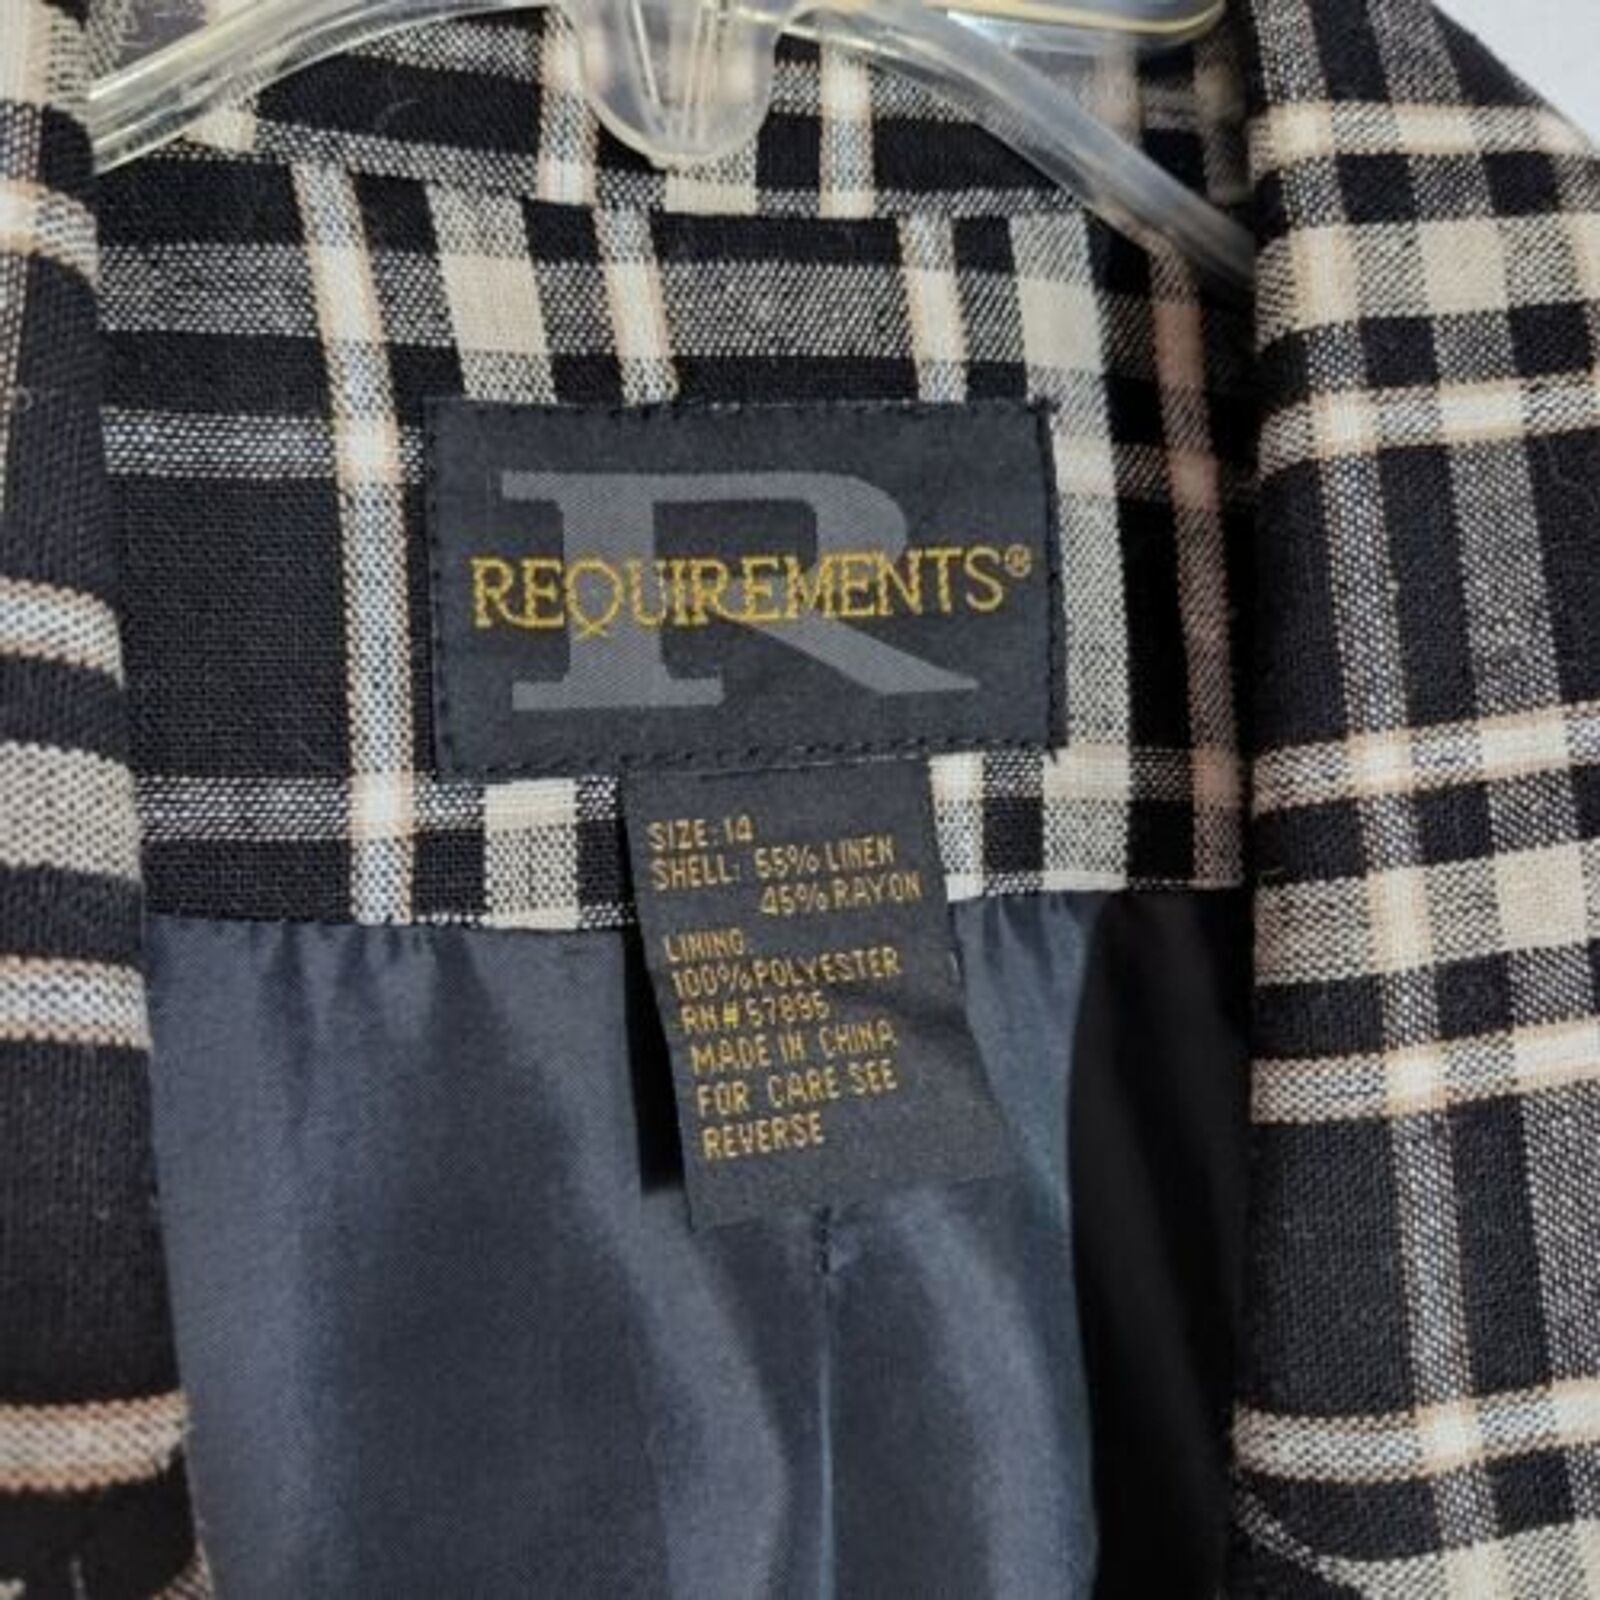 R
REQUIREMENTS®
SIZE: 14
SHELL: 55% LINEN
45% RAYON
LINING
100% POLYESTER
RN# 57895
MADE IN CHINA
FOR CARE SEE
REVERSE